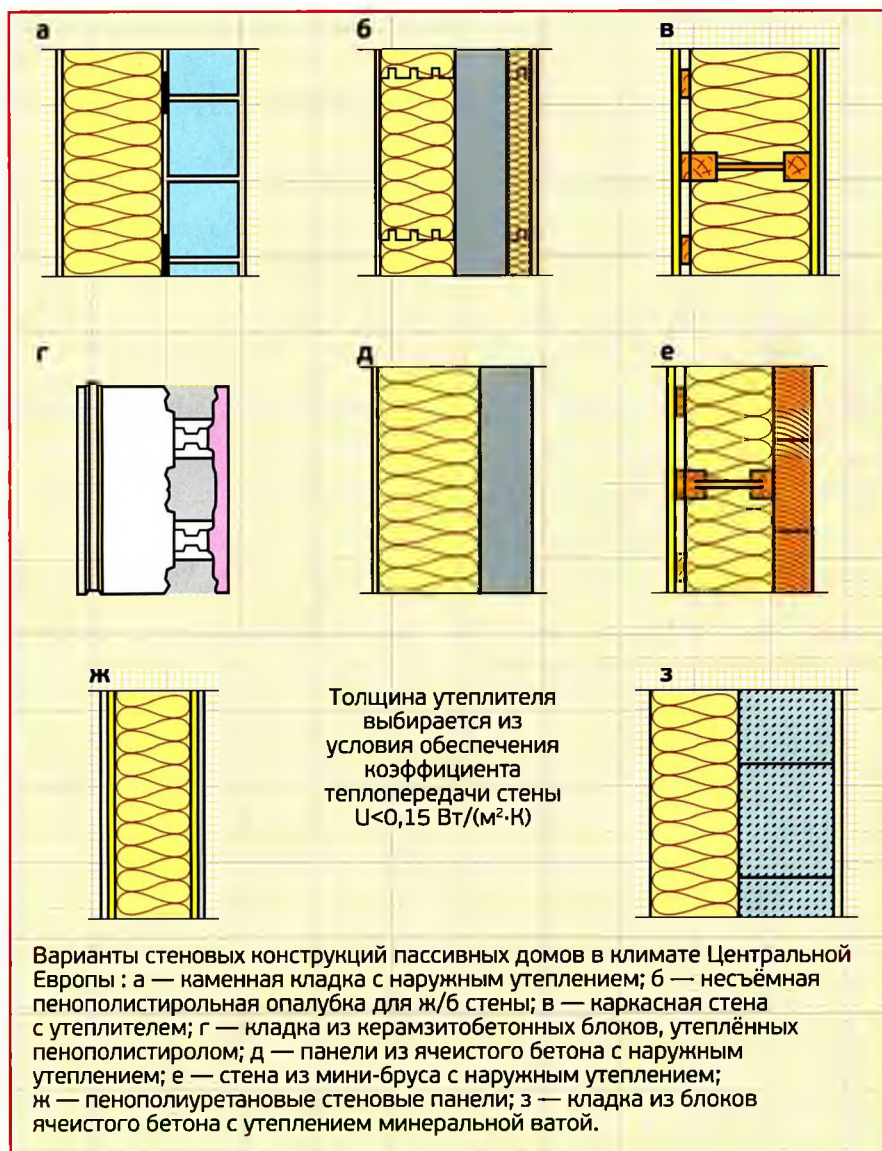 а
б
в
г
д
е
ж
Толщина утеплителя
выбирается из
условия обеспечения
коэффициента
теплопередачи стены
U<0,15 Вт/(м²·К)
з
Варианты стеновых конструкций пассивных домов в климате Центральной
Европы : а — каменная кладка с наружным утеплением; б — несъёмная
пенополистирольная опалубка для ж/б стены; в — каркасная стена
с утеплителем; г — кладка из керамзитобетонных блоков, утеплённых
пенополистиролом; д — панели из ячеистого бетона с наружным
утеплением; е — стена из мини-бруса с наружным утеплением;
ж — пенополиуретановые стеновые панели; з — кладка из блоков
ячеистого бетона с утеплением минеральной ватой.